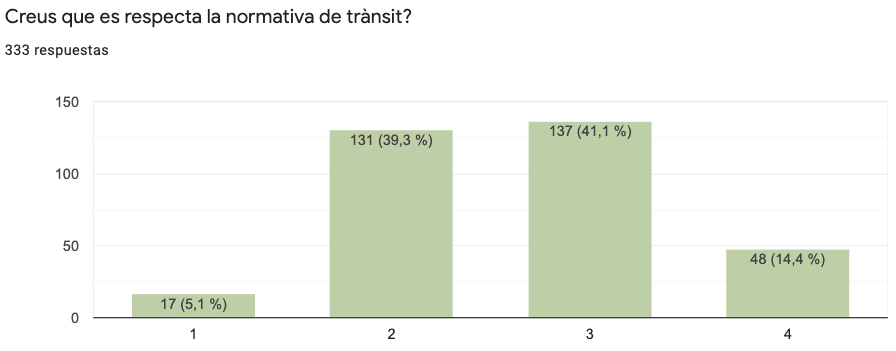 Creus que es respecta la normativa de trànsit?
333 respuestas
150
100
50
0
17 (5,1 %)
131 (39,3 %)
137 (41,1 %)
48 (14,4 %)
1 2 3 4